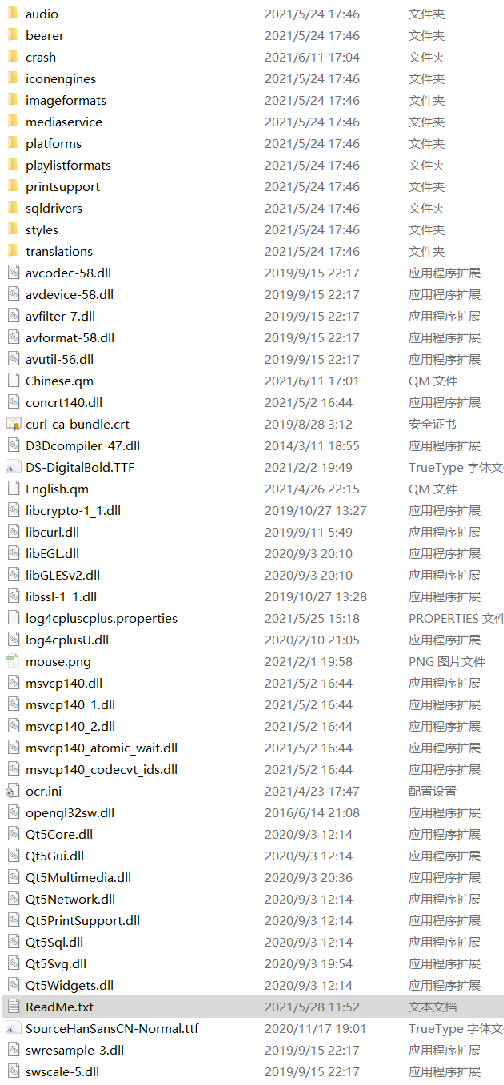 audio 2021/5/24 17:46 文件夹
bearer 2021/5/24 17:46 文件夹
crash 2021/6/11 17:04 文件夹
iconengines 2021/5/24 17:46 文件夹
imageformats 2021/5/24 17:46 文件夹
mediaservice 2021/5/24 17:46 文件夹
platforms 2021/5/24 17:46 文件夹
playlistformats 2021/5/24 17:46 文件夹
printsupport 2021/5/24 17:46 文件夹
sqldrivers 2021/5/24 17:46 文件夹
styles 2021/5/24 17:46 文件夹
translations 2021/5/24 17:46 文件夹
avcodec-58.dll 2019/9/15 22:17 应用程序扩展
avdevice-58.dll 2019/9/15 22:17 应用程序扩展
avfilter-7.dll 2019/9/15 22:17 应用程序扩展
avformat-58.dll 2019/9/15 22:17 应用程序扩展
avutil-56.dll 2019/9/15 22:17 应用程序扩展
Chinese.qm 2021/6/11 17:01 QM 文件
concrt140.dll 2021/5/2 16:44 应用程序扩展
curl-ca-bundle.crt 2019/8/28 3:12 安全证书
D3Dcompiler_47.dll 2014/3/11 18:55 应用程序扩展
DS-DigitalBold.TTF 2021/2/2 19:49 TrueType 字体文
English.qm 2021/4/26 22:15 QM 文件
libcrypto-1_1.dll 2019/10/27 13:27 应用程序扩展
libcurl.dll 2019/9/11 5:49 应用程序扩展
libEGL.dll 2020/9/3 20:10 应用程序扩展
libGLESv2.dll 2020/9/3 20:10 应用程序扩展
libssl-1_1.dll 2019/10/27 13:28 应用程序扩展
log4cpluscplus.properties 2021/5/25 15:18 PROPERTIES 文件
log4cplusU.dll 2020/2/10 21:05 应用程序扩展
mouse.png 2021/2/1 19:58 PNG 图片文件
msvcp140.dll 2021/5/2 16:44 应用程序扩展
msvcp140_1.dll 2021/5/2 16:44 应用程序扩展
msvcp140_2.dll 2021/5/2 16:44 应用程序扩展
msvcp140_atomic_wait.dll 2021/5/2 16:44 应用程序扩展
msvcp140_codecvt_ids.dll 2021/5/2 16:44 应用程序扩展
ocr.ini 2021/4/23 17:47 配置设置
opengl32sw.dll 2016/6/14 21:08 应用程序扩展
Qt5Core.dll 2020/9/3 12:14 应用程序扩展
Qt5Gui.dll 2020/9/3 12:14 应用程序扩展
Qt5Multimedia.dll 2020/9/3 20:36 应用程序扩展
Qt5Network.dll 2020/9/3 12:14 应用程序扩展
Qt5PrintSupport.dll 2020/9/3 12:14 应用程序扩展
Qt5Sql.dll 2020/9/3 12:14 应用程序扩展
Qt5Svg.dll 2020/9/3 19:54 应用程序扩展
Qt5Widgets.dll 2020/9/3 12:14 应用程序扩展
ReadMe.txt 2021/5/28 11:52 文本文档
SourceHanSansCN-Normal.ttf 2020/11/17 19:01 TrueType 字体文
swresample-3.dll 2019/9/15 22:17 应用程序扩展
swscale-5.dll 2019/9/15 22:17 应用程序扩展